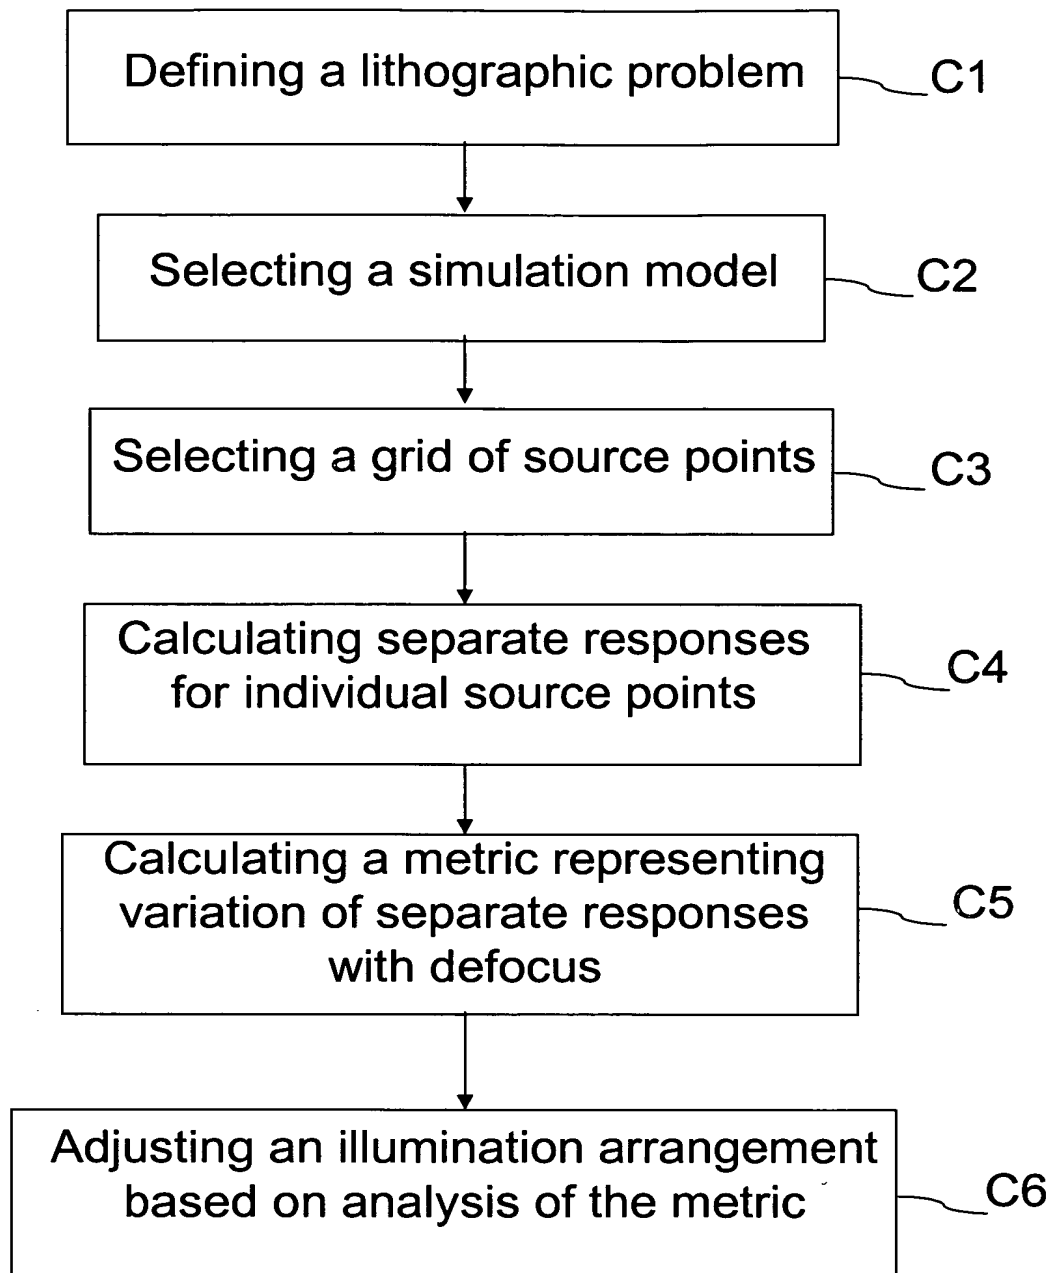 Defining a lithographic problem
C1
Selecting a simulation model
C2
Selecting a grid of source points
C3
Calculating separate responses
for individual source points
C4
Calculating a metric representing
variation of separate responses
with defocus
C5
Adjusting an illumination arrangement
based on analysis of the metric
C6